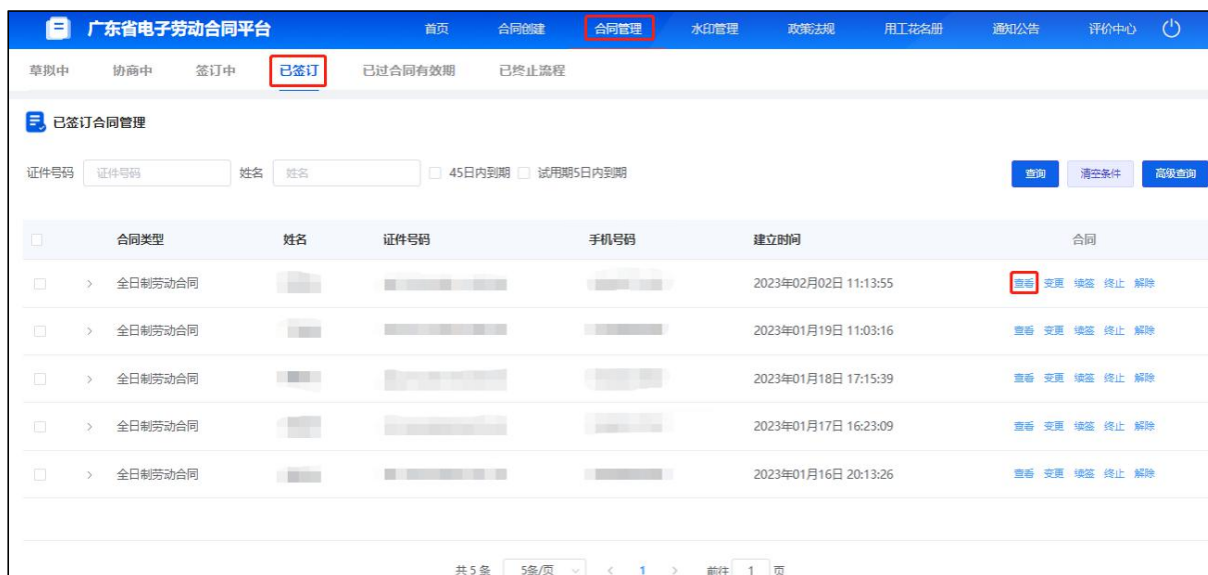 广东省电子劳动合同平台 首页 合同创建 合同管理 水印管理 政策法规 用工花名册 通知公告 评价中心
草拟中 协商中 签订中 已签订 已过合同有效期 已终止流程
已签订合同管理
证件号码 证件号码 姓名 姓名 45日内到期 试用期5日内到期 查询 清空条件 高级查询
合同类型 姓名 证件号码 手机号码 建立时间 合同
全日制劳动合同 2023年02月02日 11:13:55 查看 变更 续签 终止 解除
全日制劳动合同 2023年01月19日 11:03:16 查看 变更 续签 终止 解除
全日制劳动合同 2023年01月18日 17:15:39 查看 变更 续签 终止 解除
全日制劳动合同 2023年01月17日 16:23:09 查看 变更 续签 终止 解除
全日制劳动合同 2023年01月16日 20:13:26 查看 变更 续签 终止 解除
共5条 5条/页 < 1 > 前往 1 页